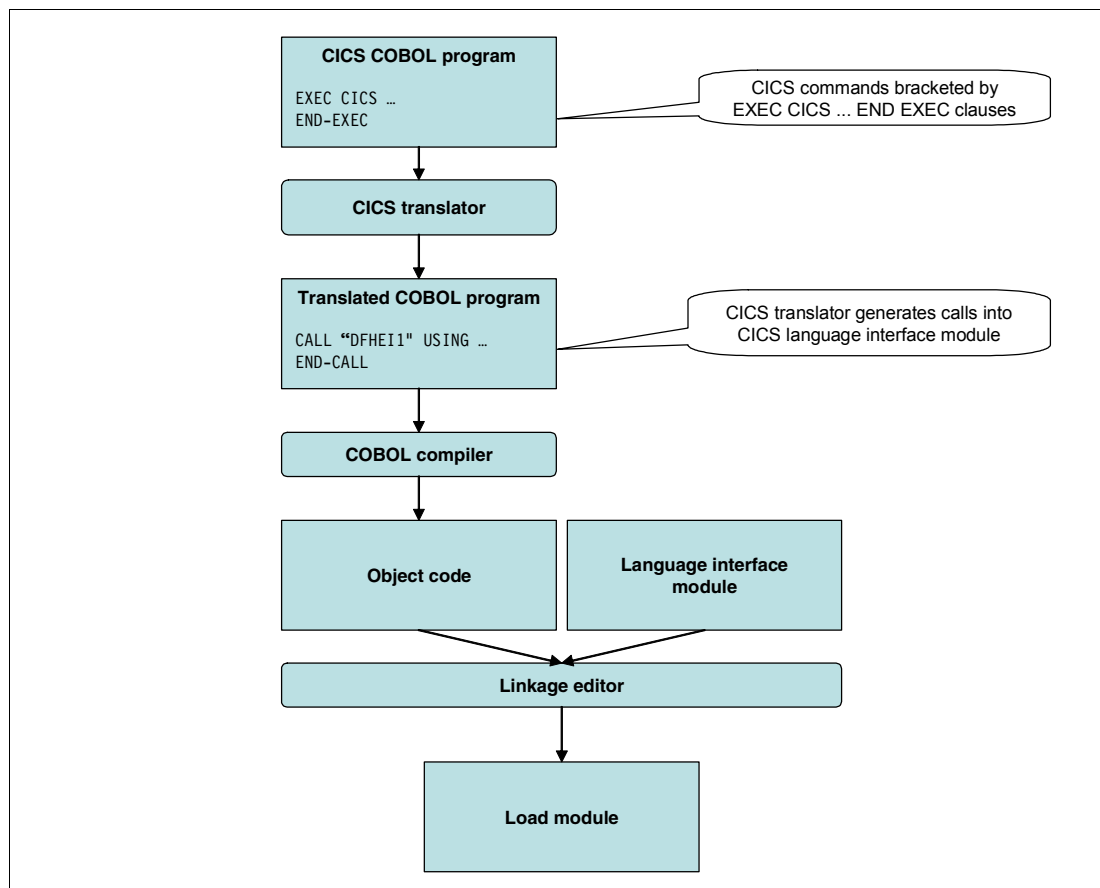 CICS COBOL program
EXEC CICS …
END-EXEC
CICS commands bracketed by
EXEC CICS ... END EXEC clauses
CICS translator
Translated COBOL program
CALL “DFHEI1" USING …
END-CALL
CICS translator generates calls into
CICS language interface module
COBOL compiler
Object code
Language interface
module
Linkage editor
Load module